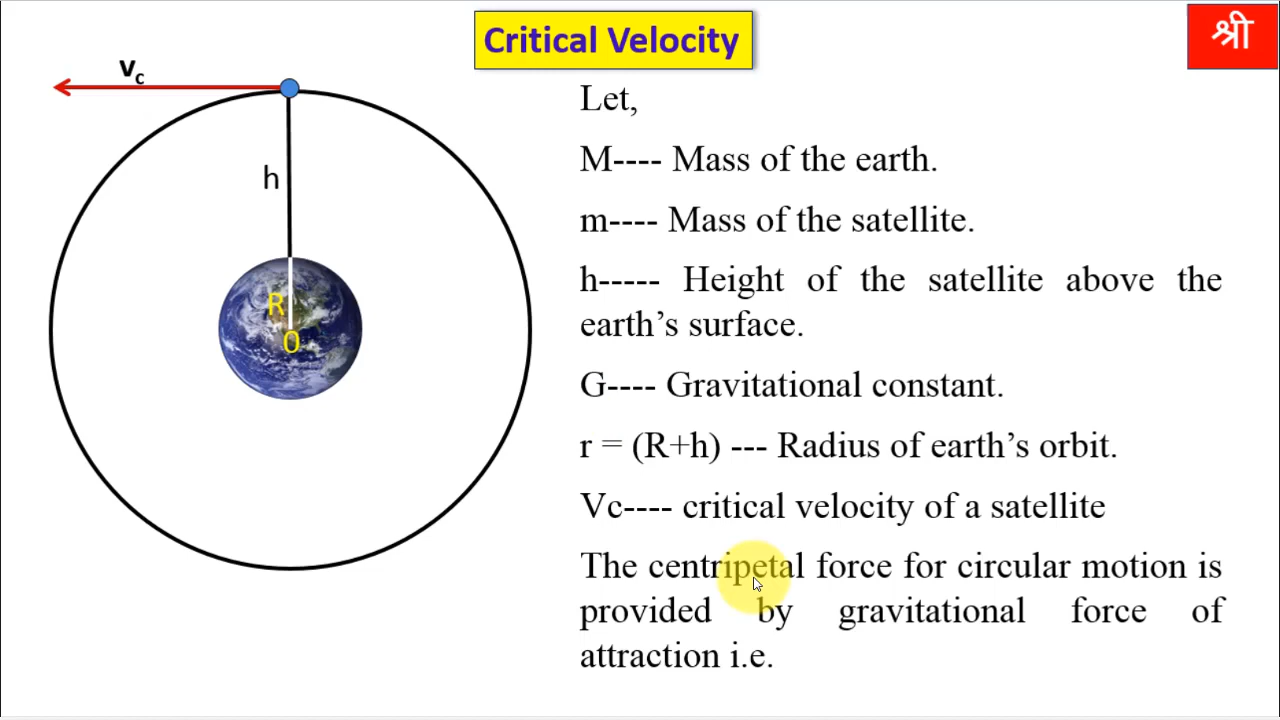 Critical Velocity
श्री
vc
h
R
O
Let,
M---- Mass of the earth.
m---- Mass of the satellite.
h----- Height of the satellite above the
earth’s surface.
G---- Gravitational constant.
r = (R+h) --- Radius of earth’s orbit.
Vc---- critical velocity of a satellite
The centripetal force for circular motion is
provided by gravitational force of
attraction i.e.